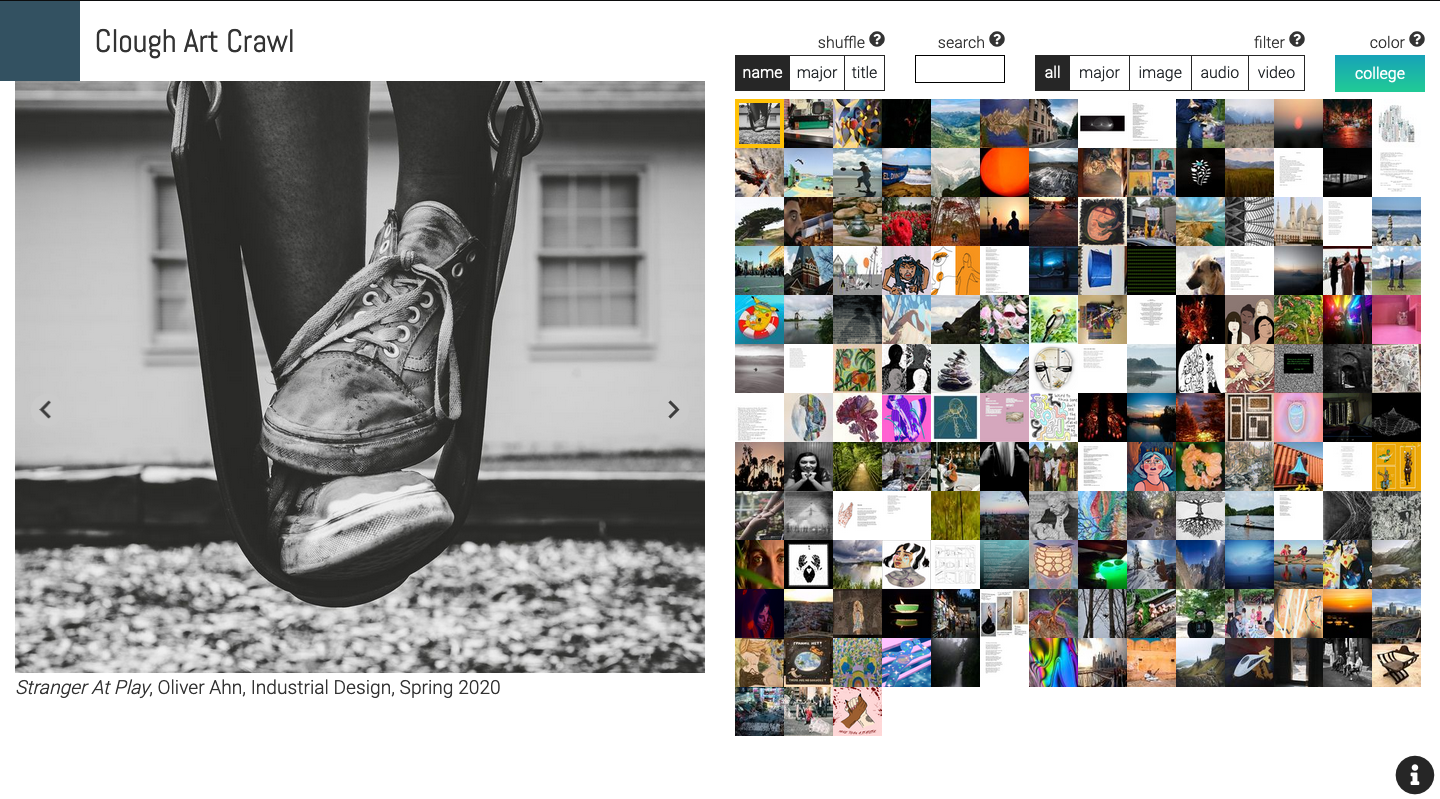 Clough Art Crawl
shuffle ?
search ?
filter ?
color ?
name major title
all major image audio video
college
Stranger At Play, Oliver Ahn, Industrial Design, Spring 2020